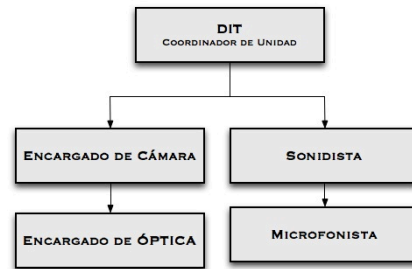 DIT
Coordinador de Unidad
Encargado de Cámara
Sonidista
Encargado de ÓPTICA
Microfonista